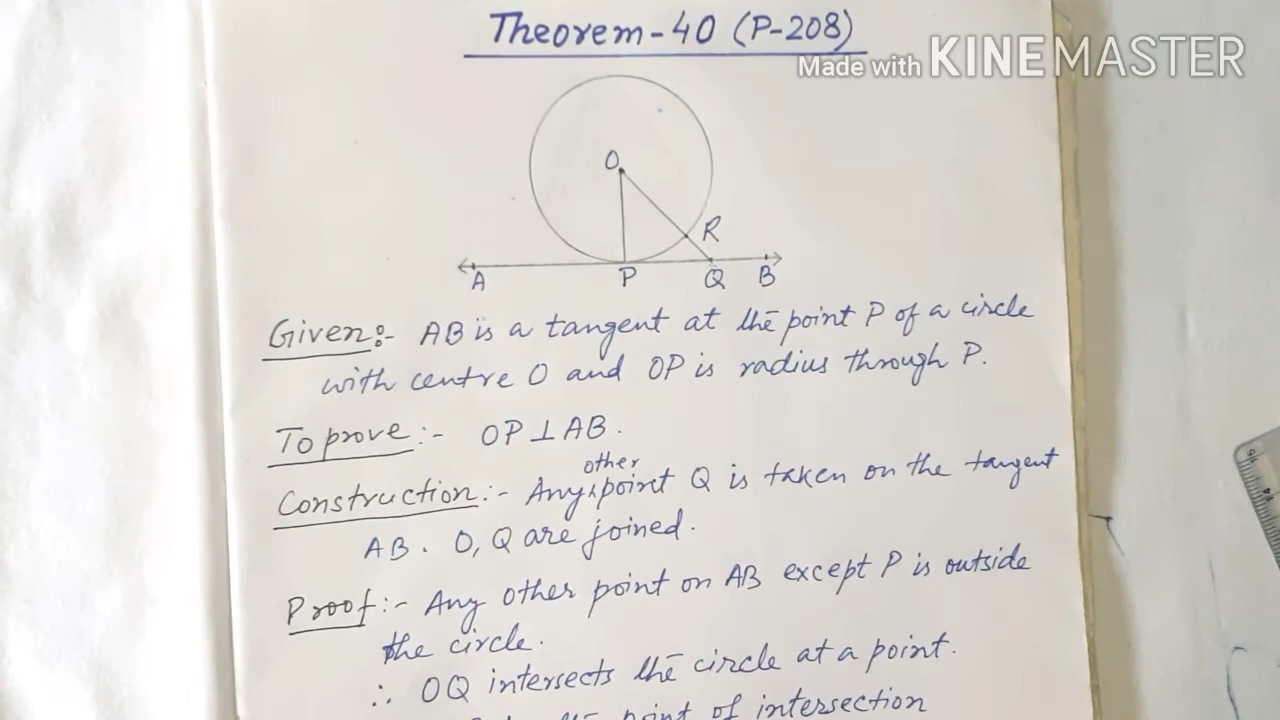 Theorem-40 (P-208)
Made with KINEMASTER
O
R
A P Q B
Given:- AB is a tangent at the point P of a circle
with centre O and OP is radius through P.
To prove:- OP⊥AB.
other
Construction:- Any point Q is taken on the tangent
AB. O, Q are joined.
Proof:- Any other point on AB except P is outside
the circle.
∴ OQ intersects the circle at a point.
point of intersection